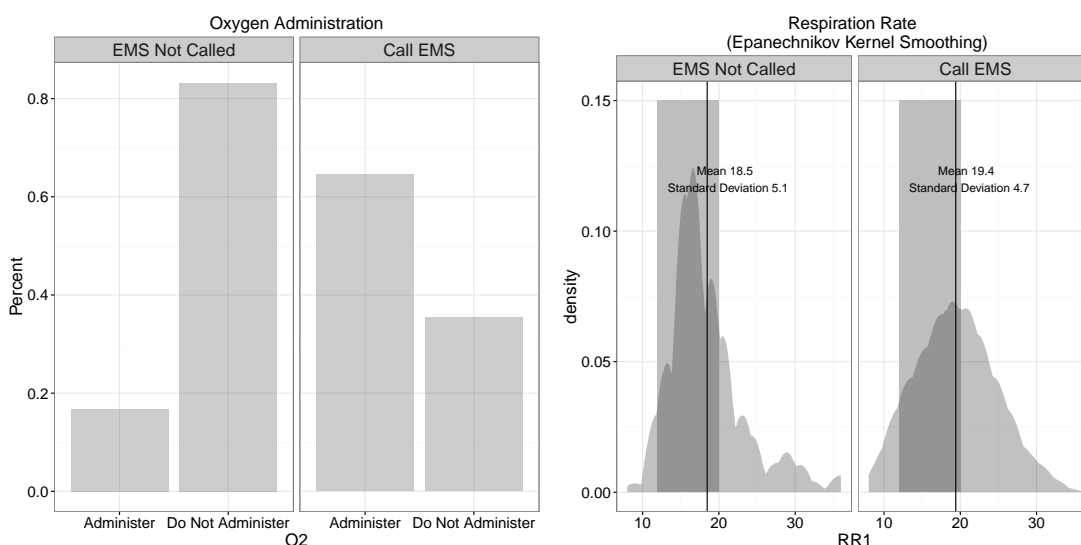 Oxygen Administration
EMS Not Called
Call EMS
Percent
0.8
0.6
0.4
0.2
0.0
Administer
Do Not Administer
Administer
Do Not Administer
O2
Respiration Rate
(Epanechnikov Kernel Smoothing)
EMS Not Called
Call EMS
density
0.15
0.10
0.05
0.00
Mean 18.5
Standard Deviation 5.1
Mean 19.4
Standard Deviation 4.7
10
20
30
10
20
30
RR1